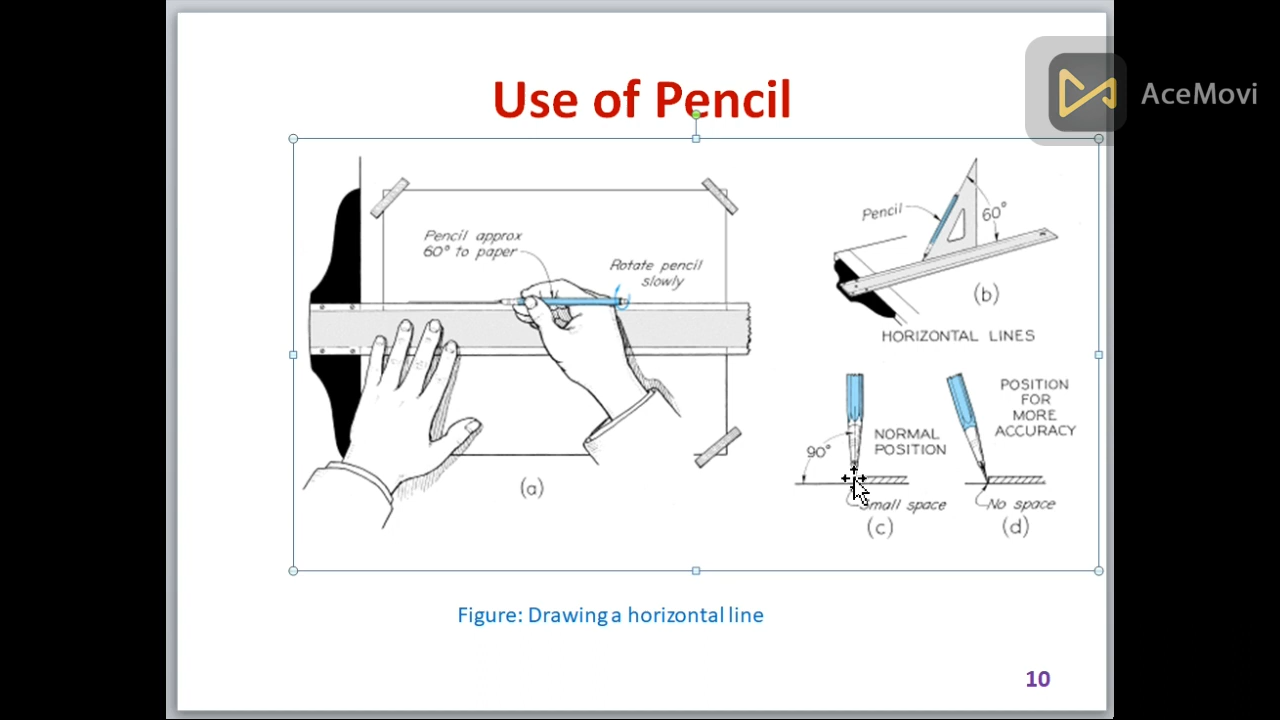 AceMovi
Use of Pencil
Pencil approx
60° to paper
Rotate pencil
slowly
(a)
Pencil
60°
(b)
HORIZONTAL LINES
90°
NORMAL
POSITION
Small space
(c)
POSITION
FOR
MORE
ACCURACY
No space
(d)
Figure: Drawing a horizontal line
10